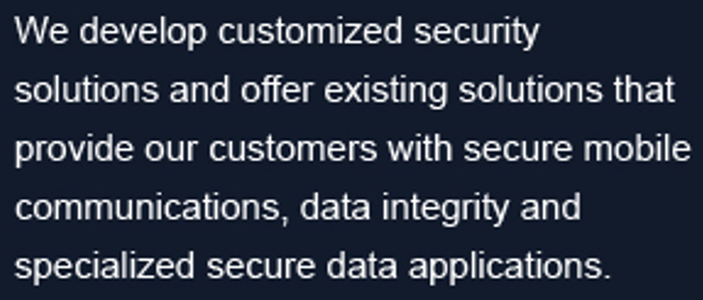 We develop customized security
solutions and offer existing solutions that
provide our customers with secure mobile
communications, data integrity and
specialized secure data applications.